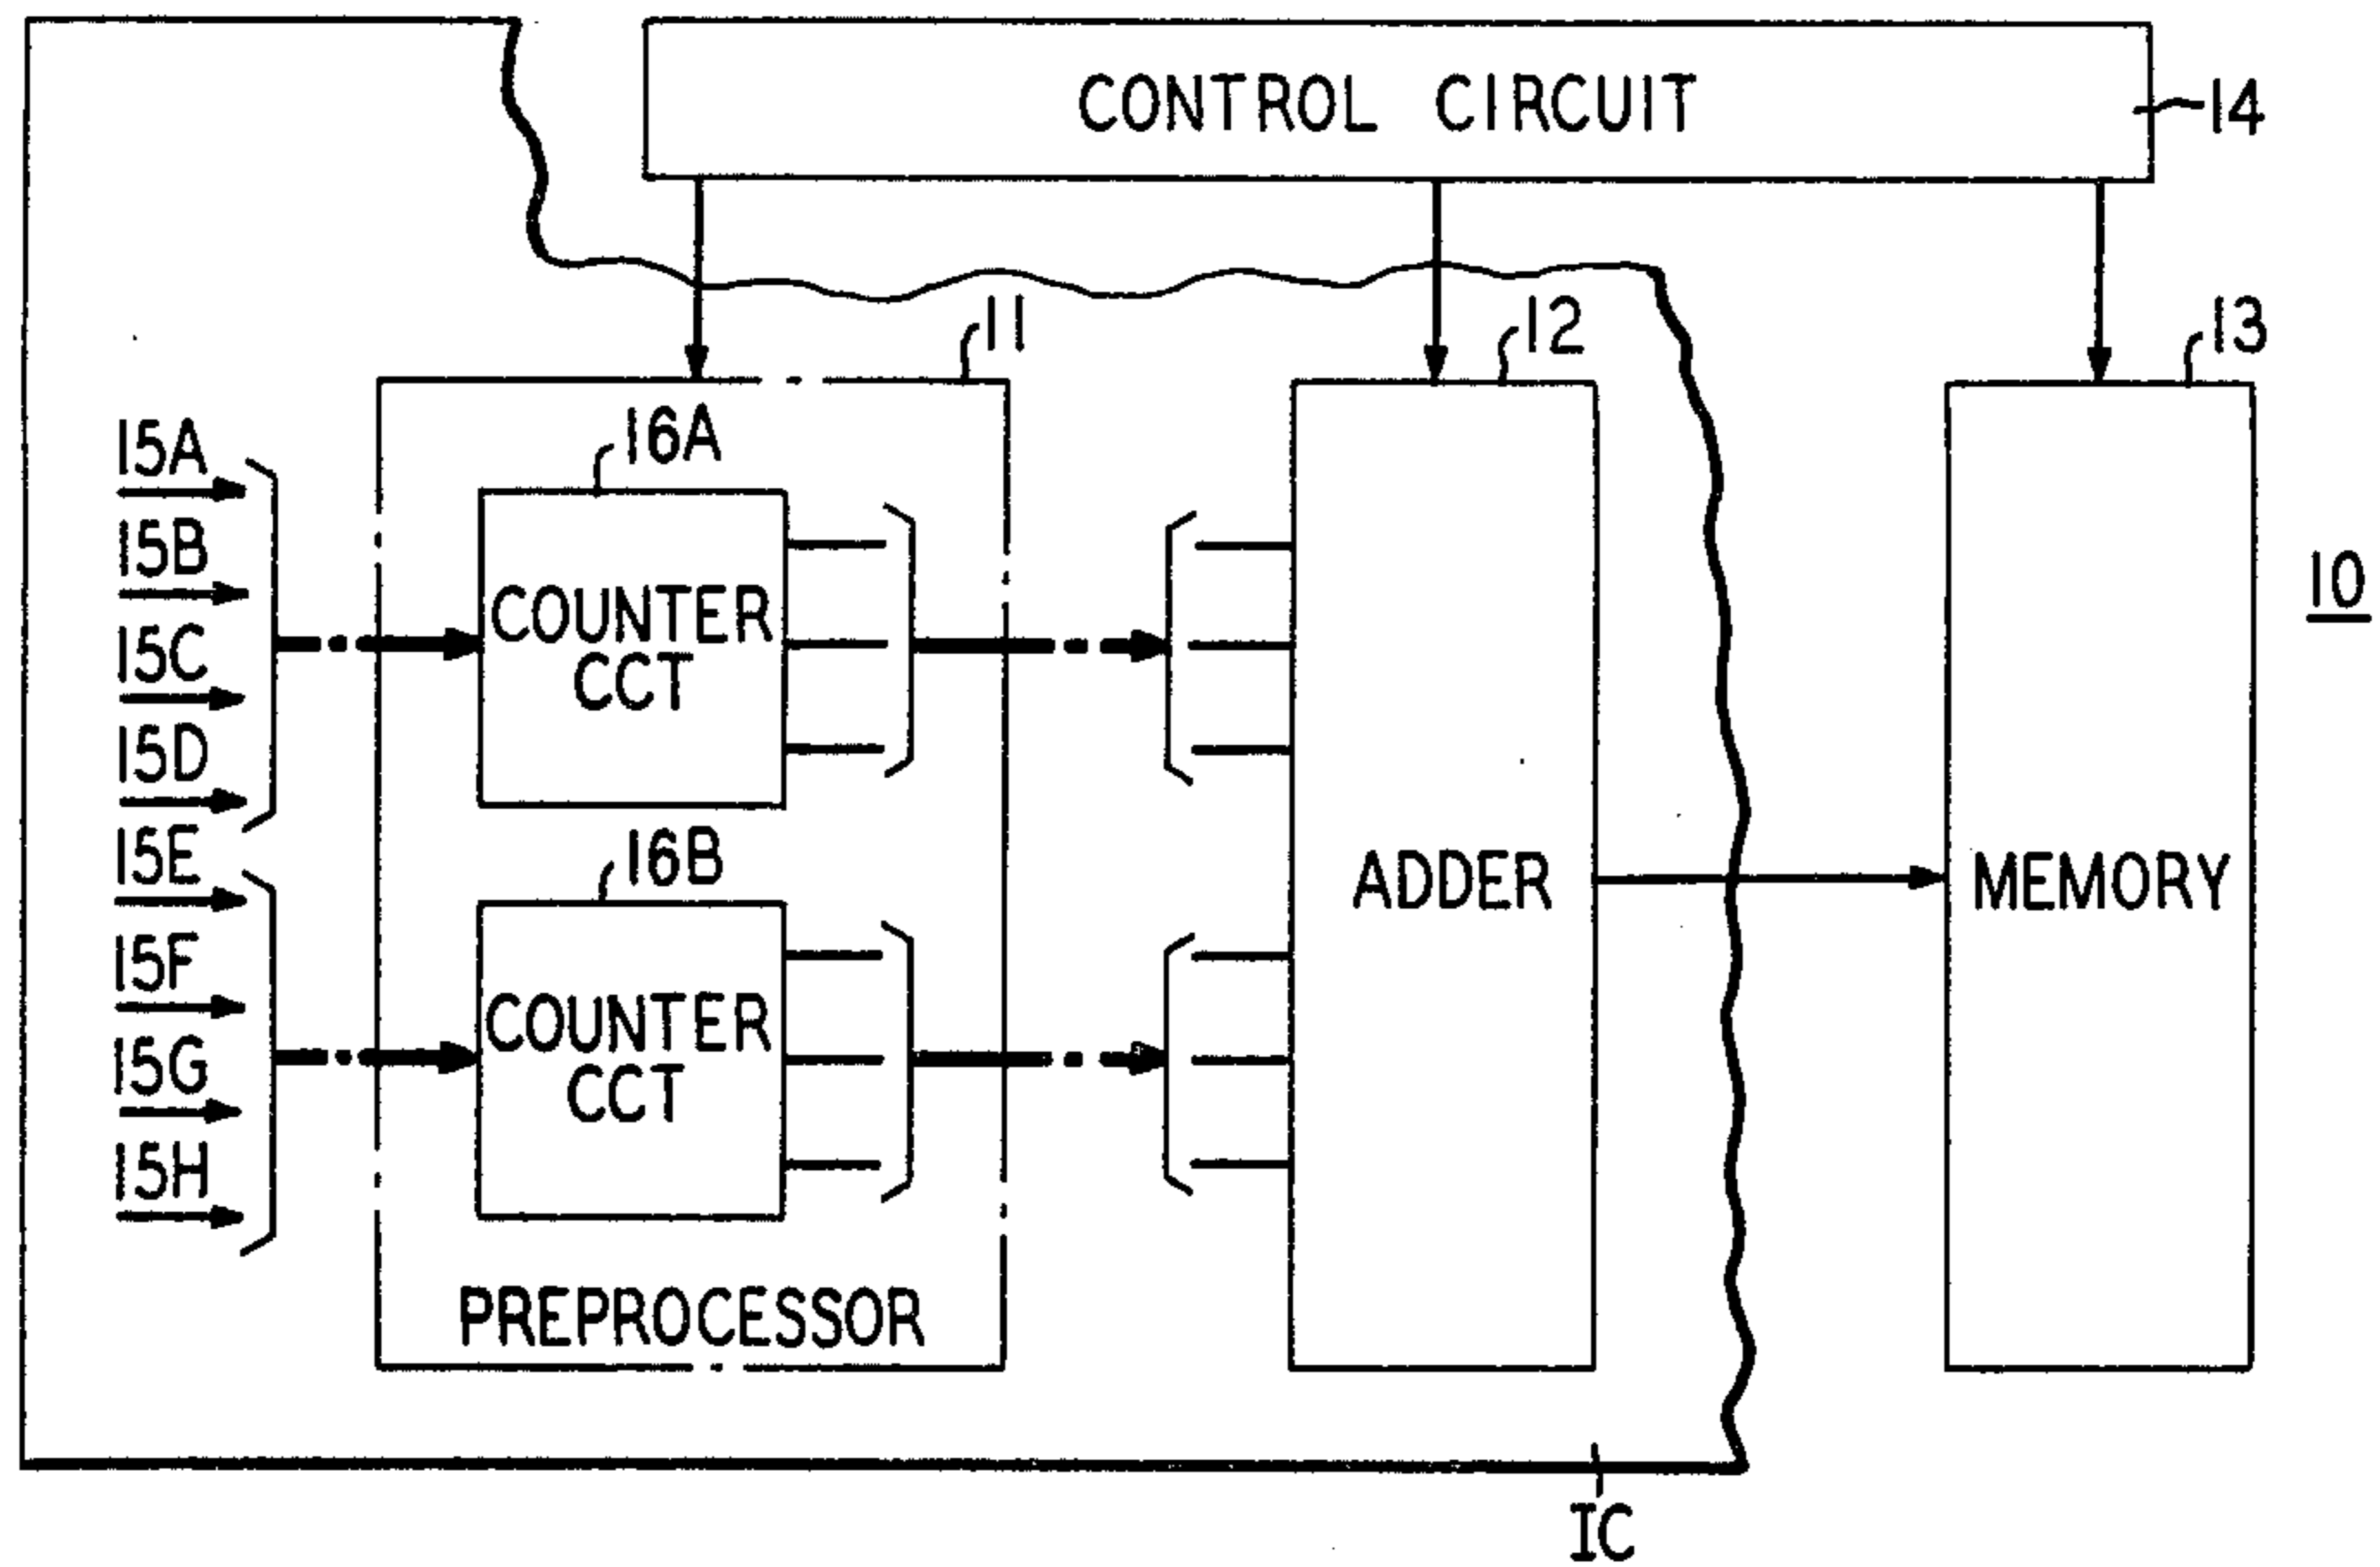 CONTROL CIRCUIT
14
11
12
13
15A
16A
15B
10
COUNTER
CCT
15C
15D
15E
16B
ADDER
MEMORY
15F
COUNTER
CCT
15G
15H
PREPROCESSOR
IC